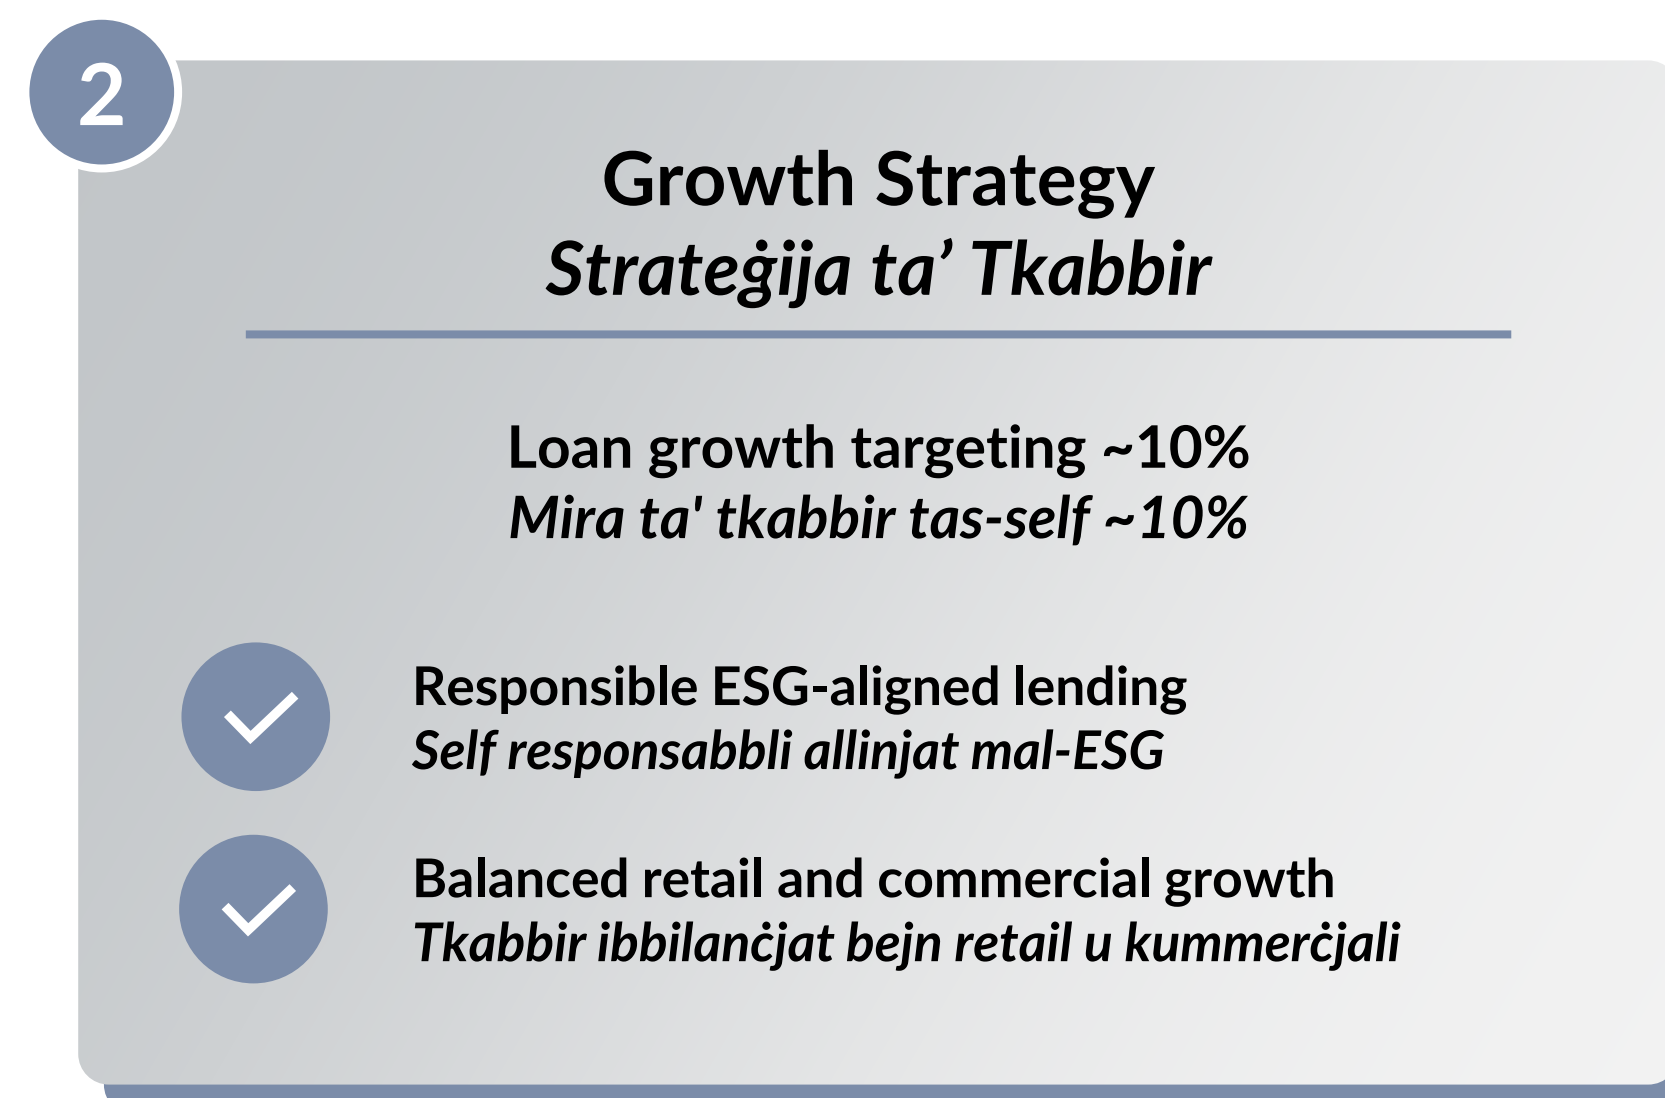 2
Growth Strategy
Strateġija ta’ Tkabbir
Loan growth targeting ~10%
Mira ta' tkabbir tas-self ~10%
Responsible ESG-aligned lending
Self responsabbli allinjat mal-ESG
Balanced retail and commercial growth
Tkabbir ibbilanċjat bejn retail u kummerċjali